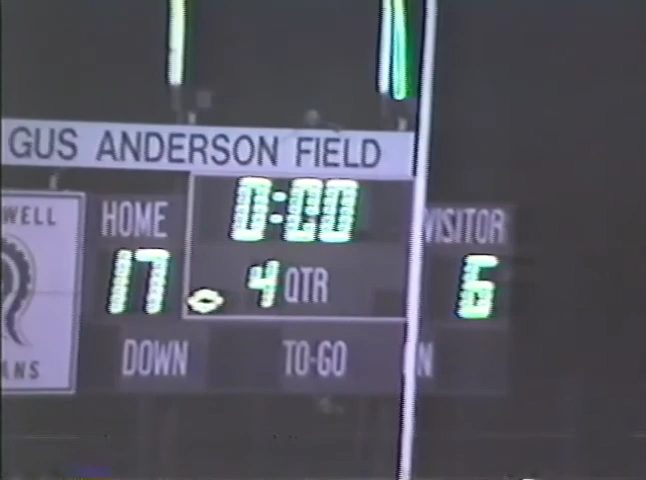 GUS ANDERSON FIELD
WELL
HOME
0:00
VISITOR
17
4 QTR
6
ANS
DOWN
TO-GO